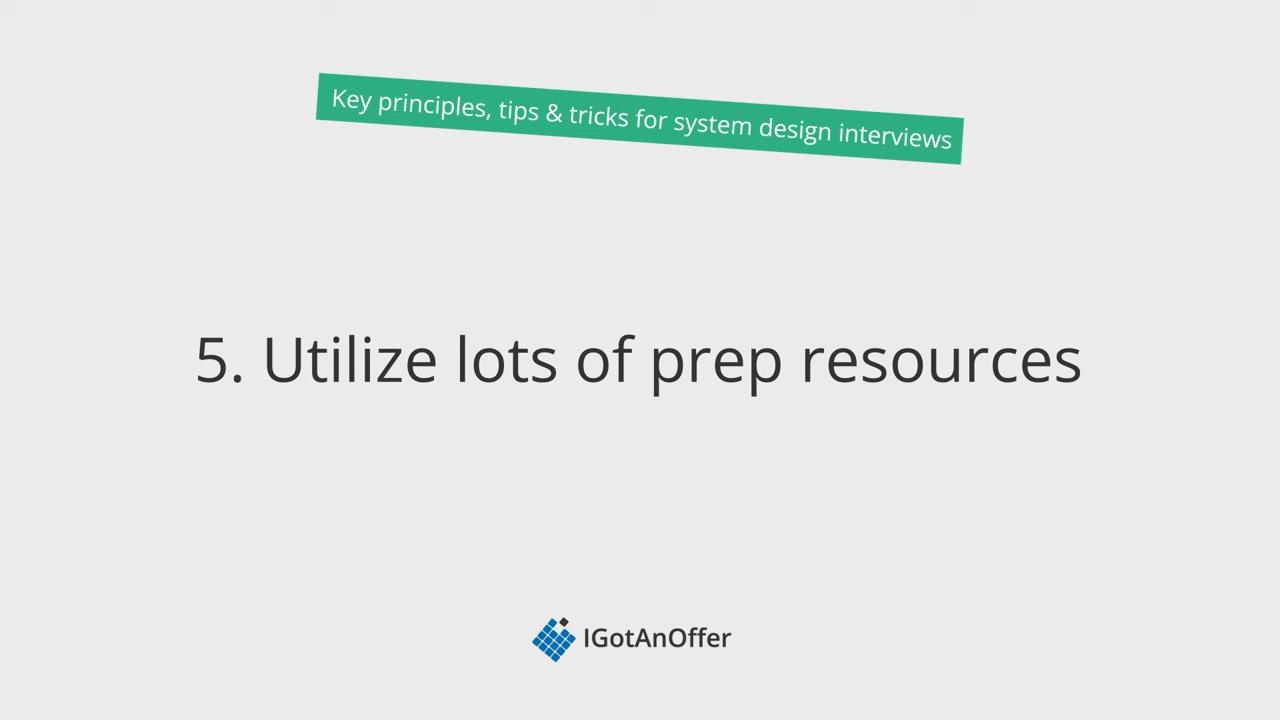 Key principles, tips & tricks for system design interviews
5. Utilize lots of prep resources
IGotAnOffer